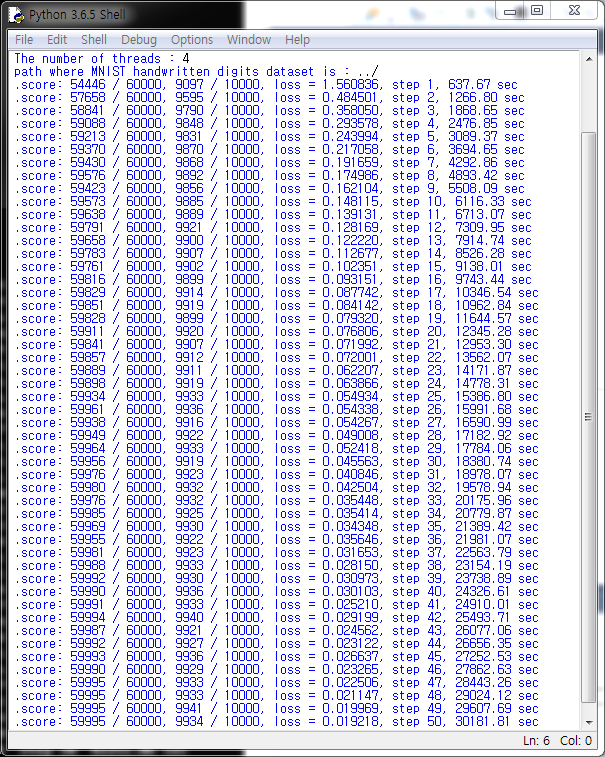 Python 3.6.5 Shell
File Edit Shell Debug Options Window Help
The number of threads : 4
path where MNIST handwritten digits dataset is : ../
.score: 54446 / 60000, 9097 / 10000, loss = 1.560836, step 1, 637.67 sec
.score: 57658 / 60000, 9595 / 10000, loss = 0.484501, step 2, 1266.80 sec
.score: 58841 / 60000, 9790 / 10000, loss = 0.358050, step 3, 1868.65 sec
.score: 59088 / 60000, 9848 / 10000, loss = 0.293578, step 4, 2476.85 sec
.score: 59213 / 60000, 9831 / 10000, loss = 0.243994, step 5, 3089.37 sec
.score: 59370 / 60000, 9870 / 10000, loss = 0.217058, step 6, 3694.65 sec
.score: 59430 / 60000, 9868 / 10000, loss = 0.191659, step 7, 4292.86 sec
.score: 59576 / 60000, 9892 / 10000, loss = 0.174986, step 8, 4893.42 sec
.score: 59423 / 60000, 9856 / 10000, loss = 0.162104, step 9, 5508.09 sec
.score: 59573 / 60000, 9885 / 10000, loss = 0.148115, step 10, 6116.33 sec
.score: 59638 / 60000, 9889 / 10000, loss = 0.139131, step 11, 6713.07 sec
.score: 59791 / 60000, 9921 / 10000, loss = 0.128169, step 12, 7309.95 sec
.score: 59658 / 60000, 9900 / 10000, loss = 0.122220, step 13, 7914.74 sec
.score: 59783 / 60000, 9907 / 10000, loss = 0.112677, step 14, 8526.28 sec
.score: 59761 / 60000, 9902 / 10000, loss = 0.102351, step 15, 9138.01 sec
.score: 59816 / 60000, 9899 / 10000, loss = 0.093151, step 16, 9743.44 sec
.score: 59829 / 60000, 9914 / 10000, loss = 0.087742, step 17, 10346.54 sec
.score: 59851 / 60000, 9919 / 10000, loss = 0.084142, step 18, 10962.84 sec
.score: 59828 / 60000, 9899 / 10000, loss = 0.079320, step 19, 11644.57 sec
.score: 59911 / 60000, 9920 / 10000, loss = 0.076806, step 20, 12345.28 sec
.score: 59841 / 60000, 9907 / 10000, loss = 0.071992, step 21, 12953.30 sec
.score: 59857 / 60000, 9912 / 10000, loss = 0.072001, step 22, 13562.07 sec
.score: 59889 / 60000, 9911 / 10000, loss = 0.062207, step 23, 14171.87 sec
.score: 59898 / 60000, 9919 / 10000, loss = 0.063866, step 24, 14778.31 sec
.score: 59934 / 60000, 9933 / 10000, loss = 0.054934, step 25, 15386.80 sec
.score: 59961 / 60000, 9936 / 10000, loss = 0.054338, step 26, 15991.68 sec
.score: 59938 / 60000, 9916 / 10000, loss = 0.054267, step 27, 16590.99 sec
.score: 59949 / 60000, 9922 / 10000, loss = 0.049008, step 28, 17182.92 sec
.score: 59964 / 60000, 9933 / 10000, loss = 0.052418, step 29, 17784.06 sec
.score: 59956 / 60000, 9919 / 10000, loss = 0.045563, step 30, 18380.74 sec
.score: 59976 / 60000, 9923 / 10000, loss = 0.040846, step 31, 18978.07 sec
.score: 59980 / 60000, 9932 / 10000, loss = 0.042504, step 32, 19578.94 sec
.score: 59976 / 60000, 9932 / 10000, loss = 0.035448, step 33, 20175.96 sec
.score: 59985 / 60000, 9925 / 10000, loss = 0.035414, step 34, 20779.87 sec
.score: 59969 / 60000, 9930 / 10000, loss = 0.034348, step 35, 21389.42 sec
.score: 59955 / 60000, 9922 / 10000, loss = 0.035646, step 36, 21981.07 sec
.score: 59981 / 60000, 9923 / 10000, loss = 0.031653, step 37, 22563.79 sec
.score: 59988 / 60000, 9933 / 10000, loss = 0.028150, step 38, 23154.19 sec
.score: 59992 / 60000, 9930 / 10000, loss = 0.030973, step 39, 23738.89 sec
.score: 59990 / 60000, 9936 / 10000, loss = 0.030103, step 40, 24326.61 sec
.score: 59991 / 60000, 9933 / 10000, loss = 0.025210, step 41, 24910.01 sec
.score: 59994 / 60000, 9940 / 10000, loss = 0.029199, step 42, 25493.71 sec
.score: 59987 / 60000, 9921 / 10000, loss = 0.024562, step 43, 26077.06 sec
.score: 59992 / 60000, 9927 / 10000, loss = 0.023122, step 44, 26656.35 sec
.score: 59993 / 60000, 9936 / 10000, loss = 0.026637, step 45, 27252.53 sec
.score: 59990 / 60000, 9929 / 10000, loss = 0.023265, step 46, 27862.63 sec
.score: 59995 / 60000, 9933 / 10000, loss = 0.022506, step 47, 28443.26 sec
.score: 59995 / 60000, 9933 / 10000, loss = 0.021147, step 48, 29024.12 sec
.score: 59995 / 60000, 9941 / 10000, loss = 0.019969, step 49, 29607.69 sec
.score: 59995 / 60000, 9934 / 10000, loss = 0.019218, step 50, 30181.81 sec
Ln: 6 Col: 0